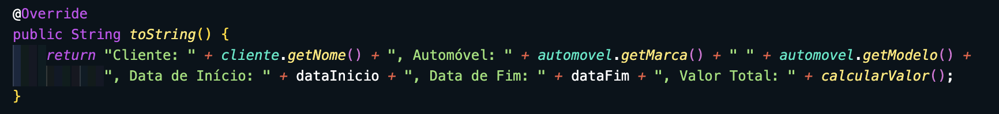 @Override
public String toString() {
return "Cliente: " + cliente.getNome() + ", Automóvel: " + automovel.getMarca() + " " + automovel.getModelo() +
", Data de Início: " + dataInicio + ", Data de Fim: " + dataFim + ", Valor Total: " + calcularValor();
}